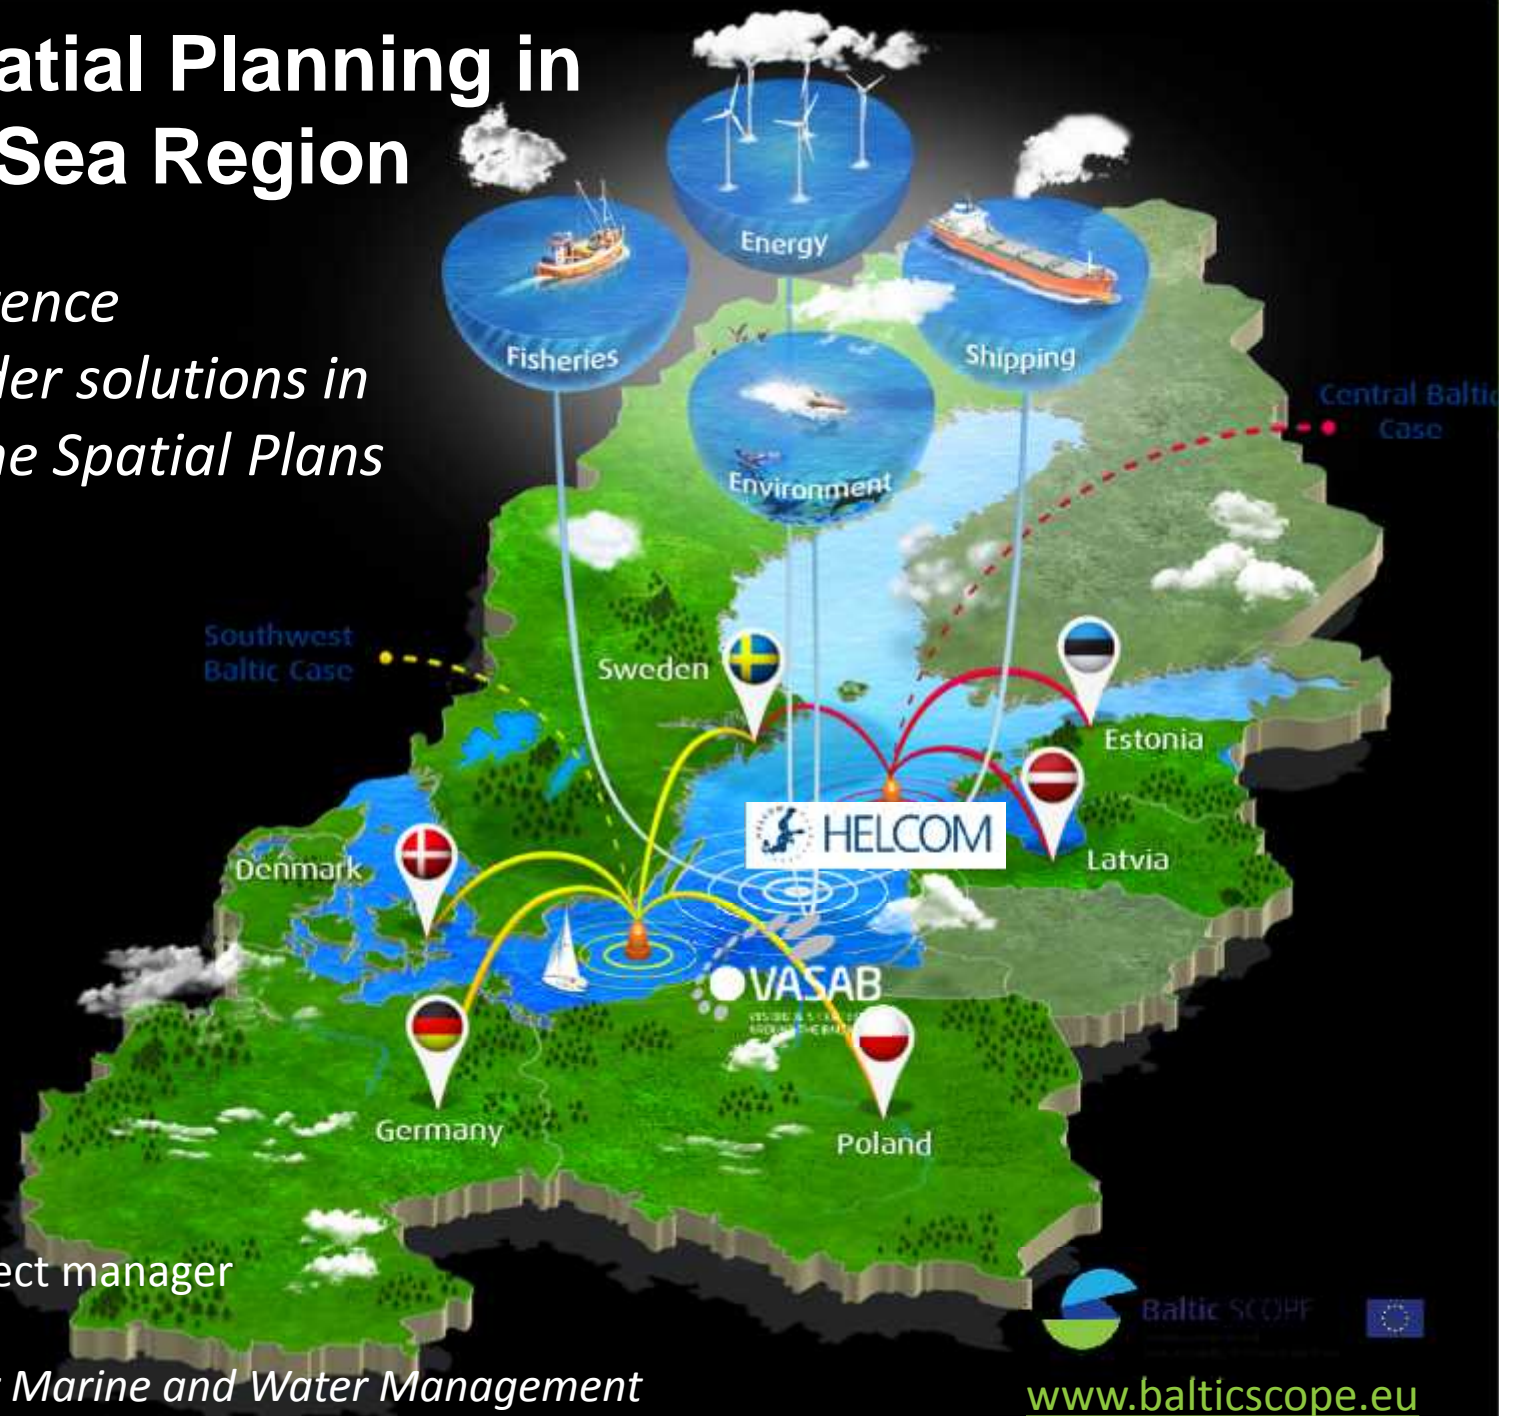 atial Planning in
Sea Region
ence
der solutions in
ne Spatial Plans
Energy
Fisheries
Shipping
Environment
Central Baltic
Case
Southwest
Baltic Case
Sweden
Estonia
HELCOM
Denmark
Latvia
VASAB
Germany
Poland
ect manager
Baltic SCOPE
Marine and Water Management
www.balticscope.eu